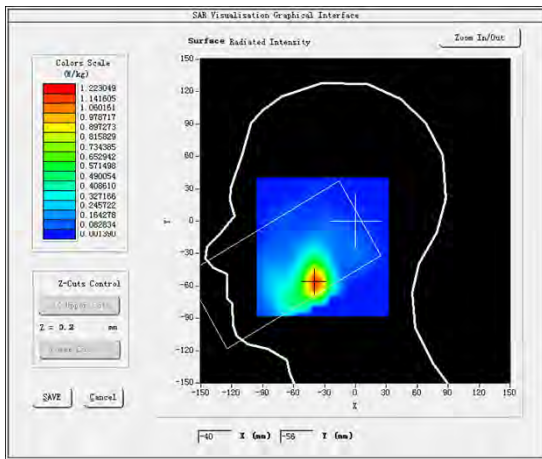 SAR Visualisation Graphical Interface
Surface Radiated Intensity
Zoom In/Out
Colors Scale
(W/kg)
1.223049
1.141605
1.060161
0.978717
0.897273
0.815829
0.734385
0.652942
0.571498
0.490054
0.408610
0.327166
0.245722
0.164278
0.082834
0.001390
150
120
90
60
30
0
-30
-60
-90
-120
-150
Y
-150 -120 -90 -60 -30 0 30 60 90 120 150
X
Z-Cuts Control
Z = 0.2 mm
SAVE
Cancel
-40 X (mm) -56 Y (mm)